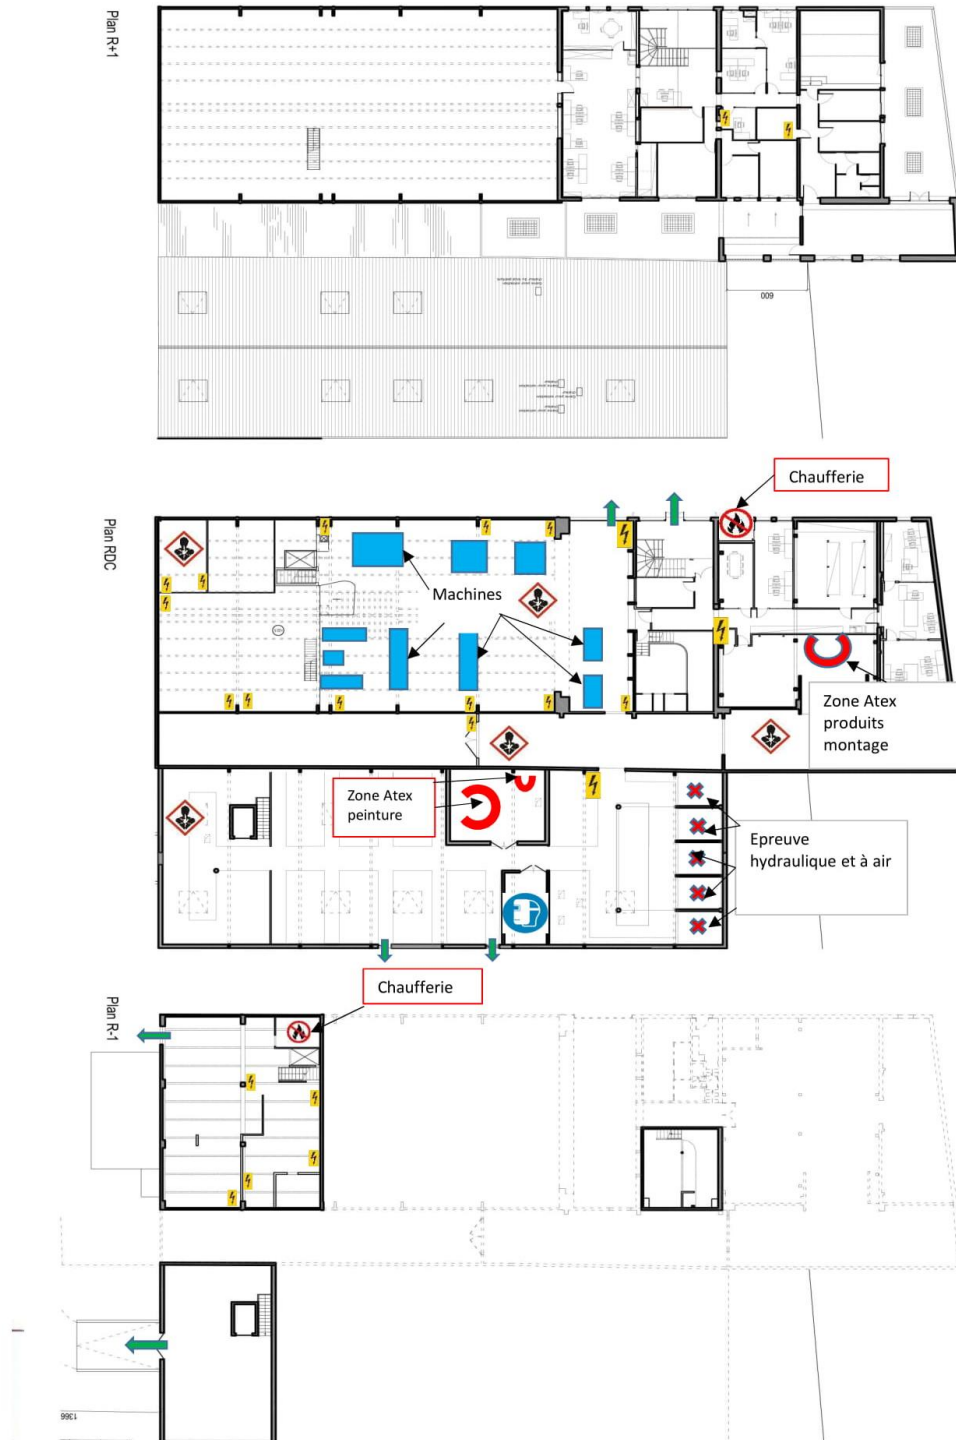 Plan R+1
600
Chaufferie
Plan RDC
Machines
Zone Atex
produits
montage
Zone Atex
peinture
Epreuve
hydraulique et à air
Chaufferie
Plan R-1
1366